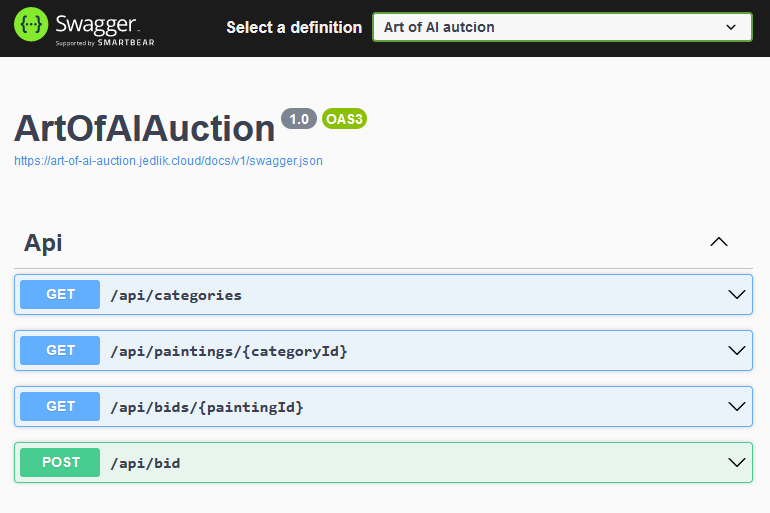 Swagger.
Supported by SMARTBEAR
Select a definition
Art of AI autcion
ArtOfAIAuction 1.0 OAS3
https://art-of-ai-auction.jedlik.cloud/docs/v1/swagger.json
Api
GET /api/categories
GET /api/paintings/{categoryId}
GET /api/bids/{paintingId}
POST /api/bid